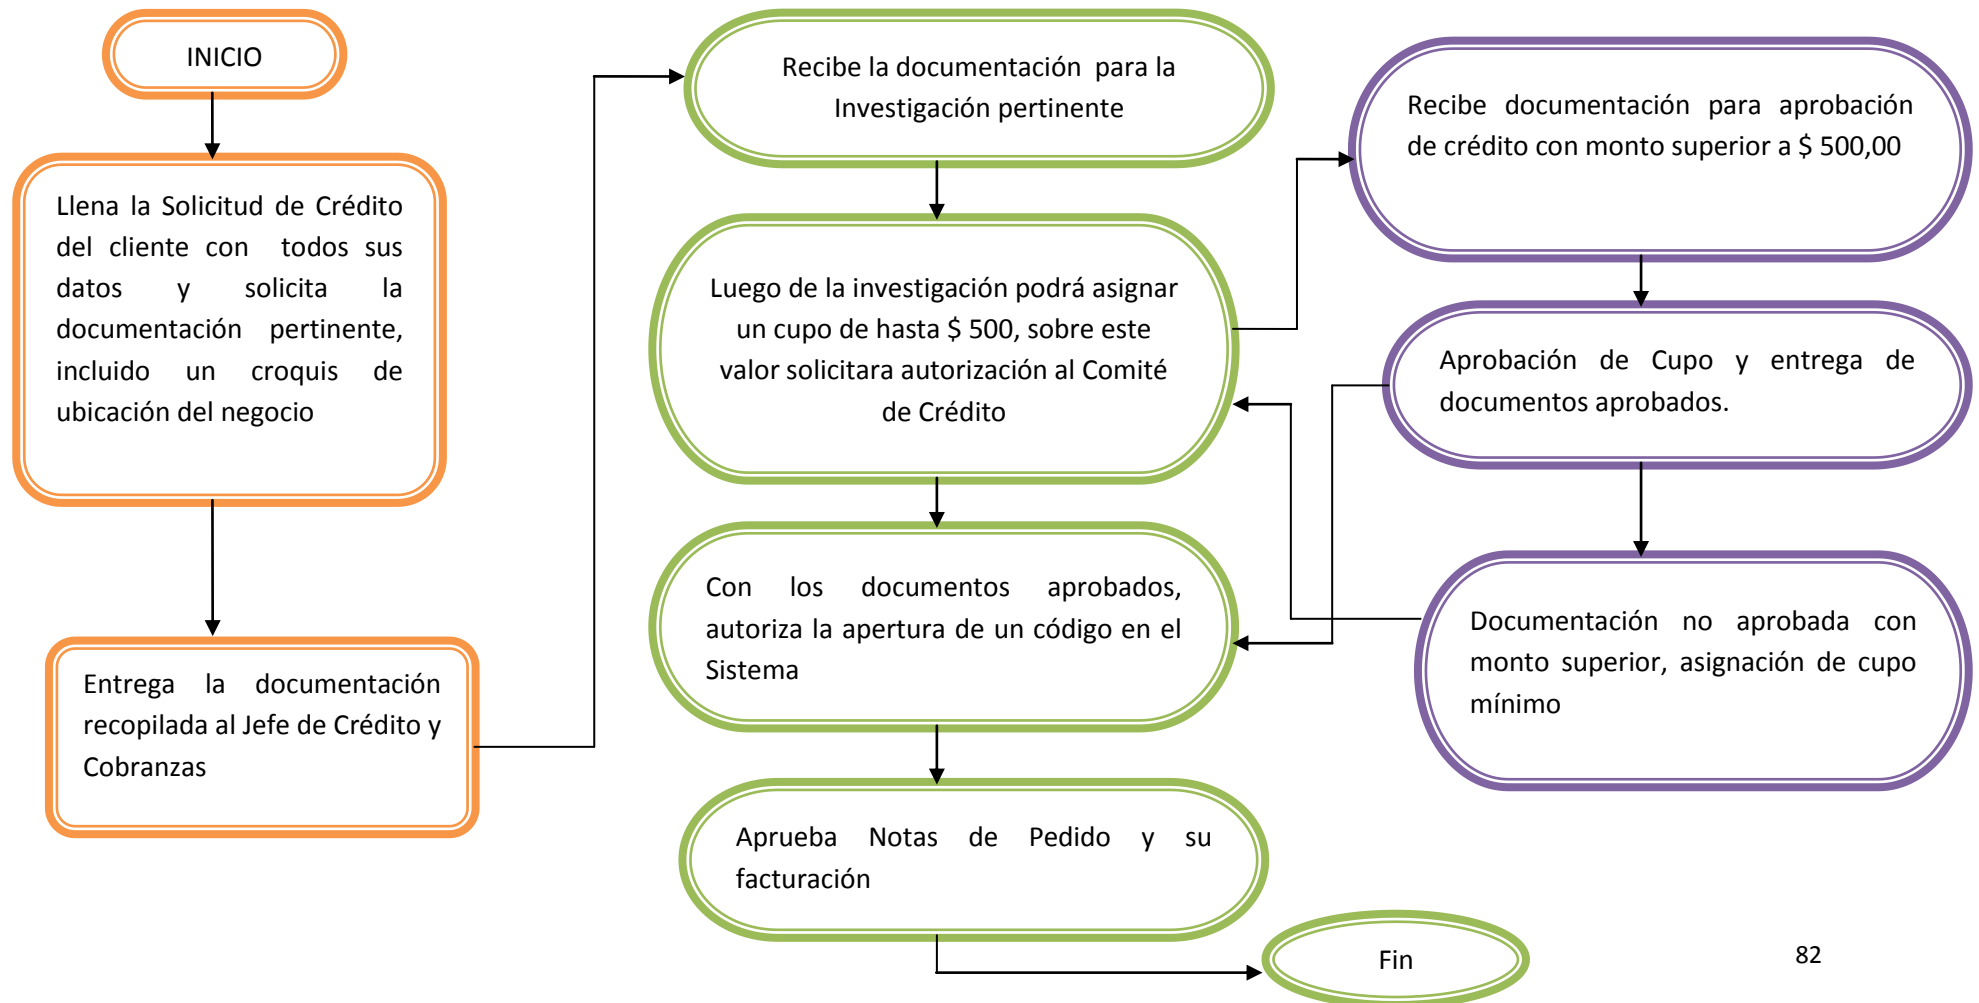 INICIO
Llena la Solicitud de Crédito
del cliente con todos sus
datos y solicita la
documentación pertinente,
incluido un croquis de
ubicación del negocio
Entrega la documentación
recopilada al Jefe de Crédito y
Cobranzas
Recibe la documentación para la
Investigación pertinente
Luego de la investigación podrá asignar
un cupo de hasta $ 500, sobre este
valor solicitara autorización al Comité
de Crédito
Con los documentos aprobados,
autoriza la apertura de un código en el
Sistema
Aprueba Notas de Pedido y su
facturación
Recibe documentación para aprobación
de crédito con monto superior a $ 500,00
Aprobación de Cupo y entrega de
documentos aprobados.
Documentación no aprobada con
monto superior, asignación de cupo
mínimo
Fin
82